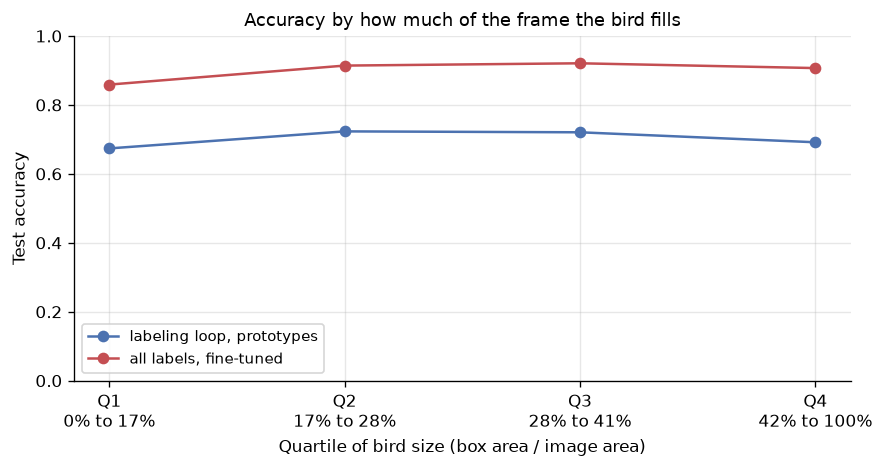 Accuracy by how much of the frame the bird fills
Test accuracy
1.0
0.8
0.6
0.4
0.2
0.0
labeling loop, prototypes
all labels, fine-tuned
Q1 Q2 Q3 Q4
0% to 17% 17% to 28% 28% to 41% 42% to 100%
Quartile of bird size (box area / image area)